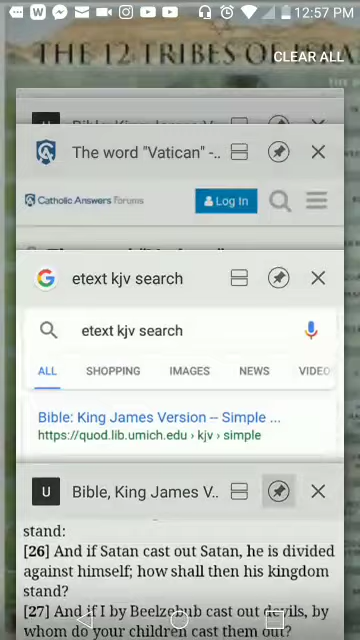 12:57 PM
THE 12 TRIBES OF
CLEAR ALL
Bible, King James V..
The word "Vatican" -..
Catholic Answers Forums
Log In
etext kjv search
etext kjv search
ALL SHOPPING IMAGES NEWS VIDEO
Bible: King James Version -- Simple ...
https://quod.lib.umich.edu › kjv › simple
U Bible, King James V..
stand:
[26] And if Satan cast out Satan, he is divided
against himself; how shall then his kingdom
stand?
[27] And if I by Beelzebub cast out devils, by
whom do your children cast them out?